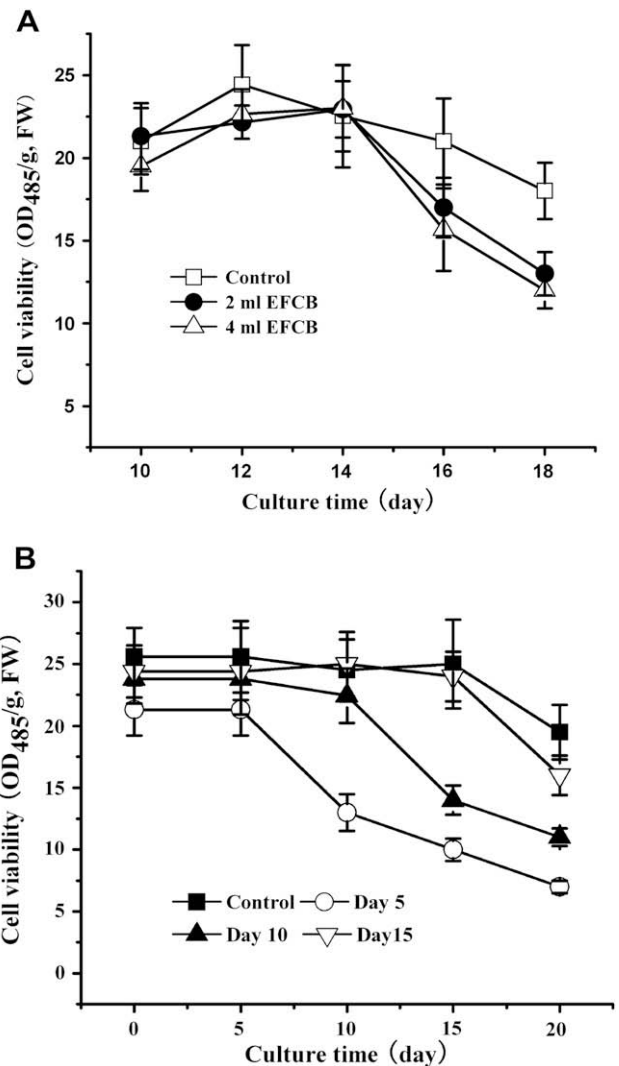 A
Cell viability (OD485/g, FW)
25
20
15
10
5
Control
2 ml EFCB
4 ml EFCB
10 12 14 16 18
Culture time (day)
B
Cell viability (OD485/g, FW)
30
25
20
15
10
5
0
Control Day 5
Day 10 Day15
0 5 10 15 20
Culture time (day)